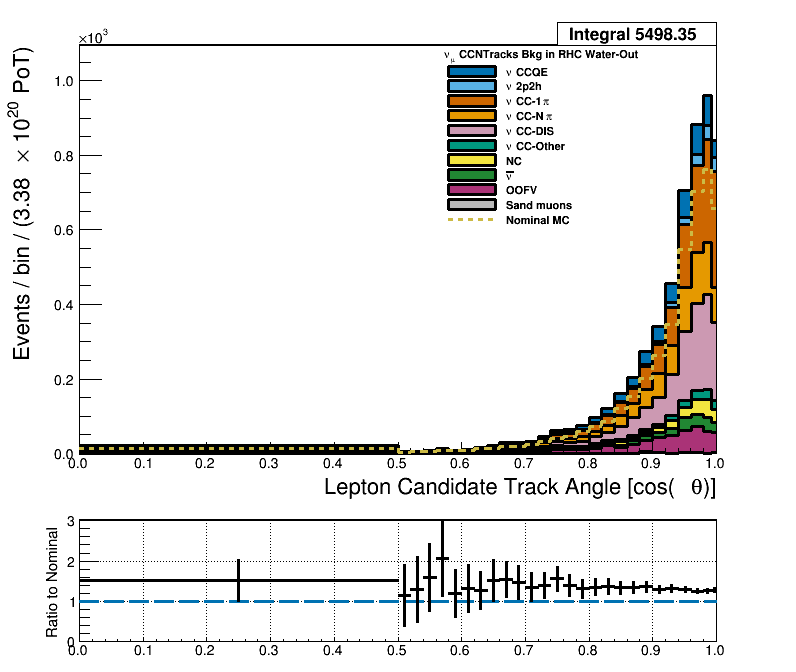 Integral 5498.35
×10³
ν_μ CCNTracks Bkg in RHC Water-Out
ν CCQE
ν 2p2h
ν CC-1 π
ν CC-N π
ν CC-DIS
ν CC-Other
NC
ν̅
OOFV
Sand muons
Nominal MC
Events / bin / (3.38 × 10²⁰ PoT)
1.0
0.8
0.6
0.4
0.2
0.0
0.0 0.1 0.2 0.3 0.4 0.5 0.6 0.7 0.8 0.9 1.0
Lepton Candidate Track Angle [cos( θ)]
Ratio to Nominal
3
2
1
0
0.0 0.1 0.2 0.3 0.4 0.5 0.6 0.7 0.8 0.9 1.0